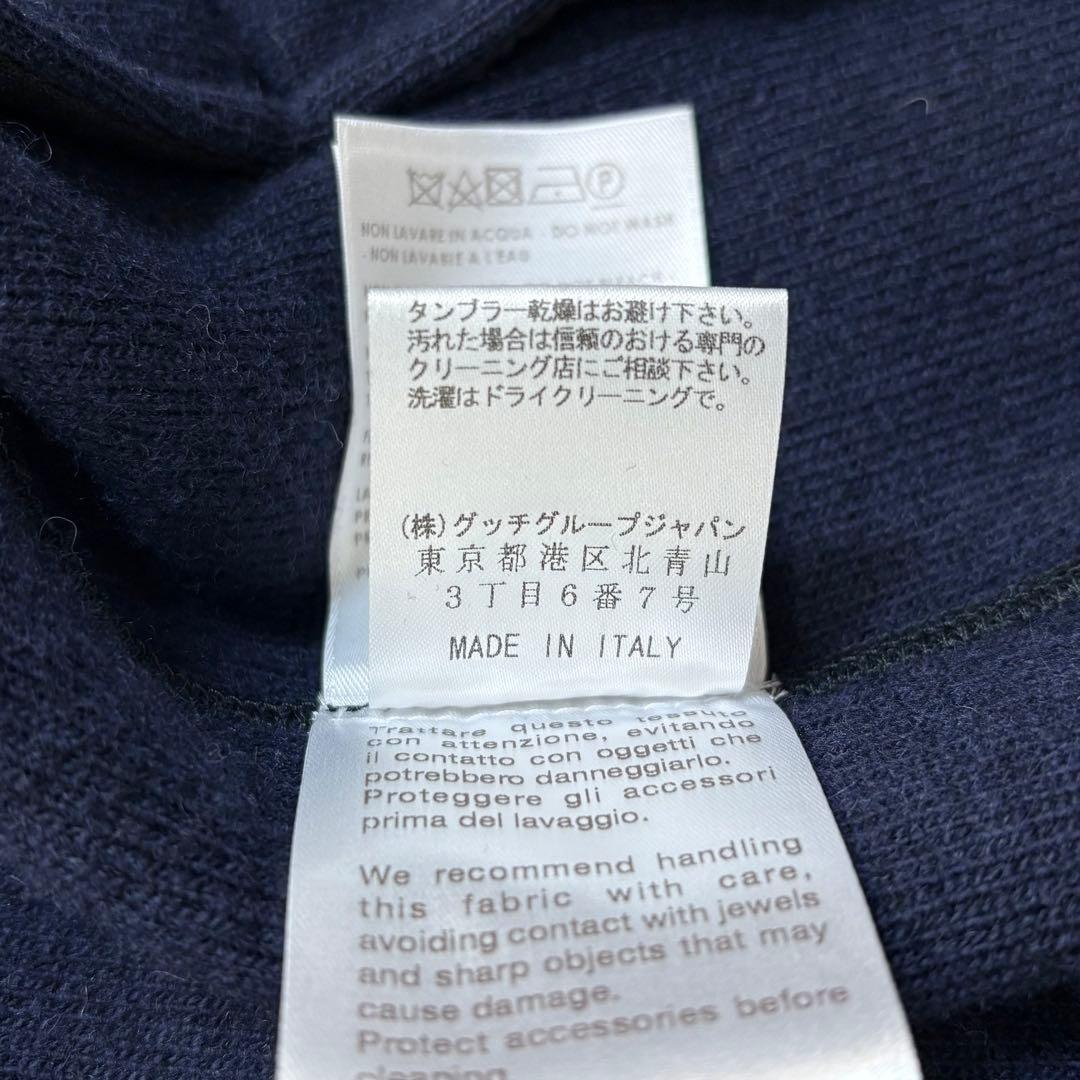 NON LAVARE IN ACQUA - DO NOT WASH
- NON LAVABLE A L'EAU
タンブラー乾燥はお避け下さい。
汚れた場合は信頼のおける専門の
クリーニング店にご相談下さい。
洗濯はドライクリーニングで。
(株)グッチグループジャパン
東京都港区北青山
3丁目6番7号
MADE IN ITALY
Trattare questo tessuto
con attenzione, evitando
il contatto con oggetti che
potrebbero danneggiarlo.
Proteggere gli accessori
prima del lavaggio.
We recommend handling
this fabric with care,
avoiding contact with jewels
and sharp objects that may
cause damage.
Protect accessories before
cleaning.